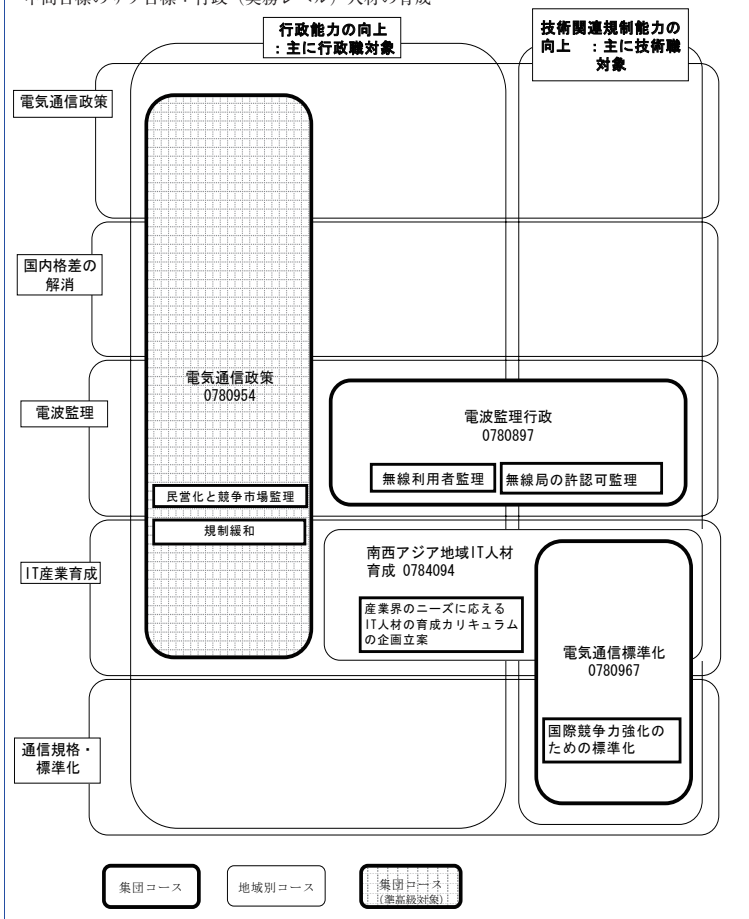 中間目標のサブ目標：行政（実務レベル）人材の育成
行政能力の向上
：主に行政職対象
技術関連規制能力の
向上　：主に技術職
対象
電気通信政策
国内格差の
解消
電気通信政策
0780954
電波監理
電波監理行政
0780897
無線利用者監理
無線局の許認可監理
民営化と競争市場監理
規制緩和
IT産業育成
南西アジア地域IT人材
育成 0784094
産業界のニーズに応える
IT人材の育成カリキュラム
の企画立案
電気通信標準化
0780967
国際競争力強化の
ための標準化
通信規格・
標準化
集団コース
地域別コース
集団コース
（準高級対象）